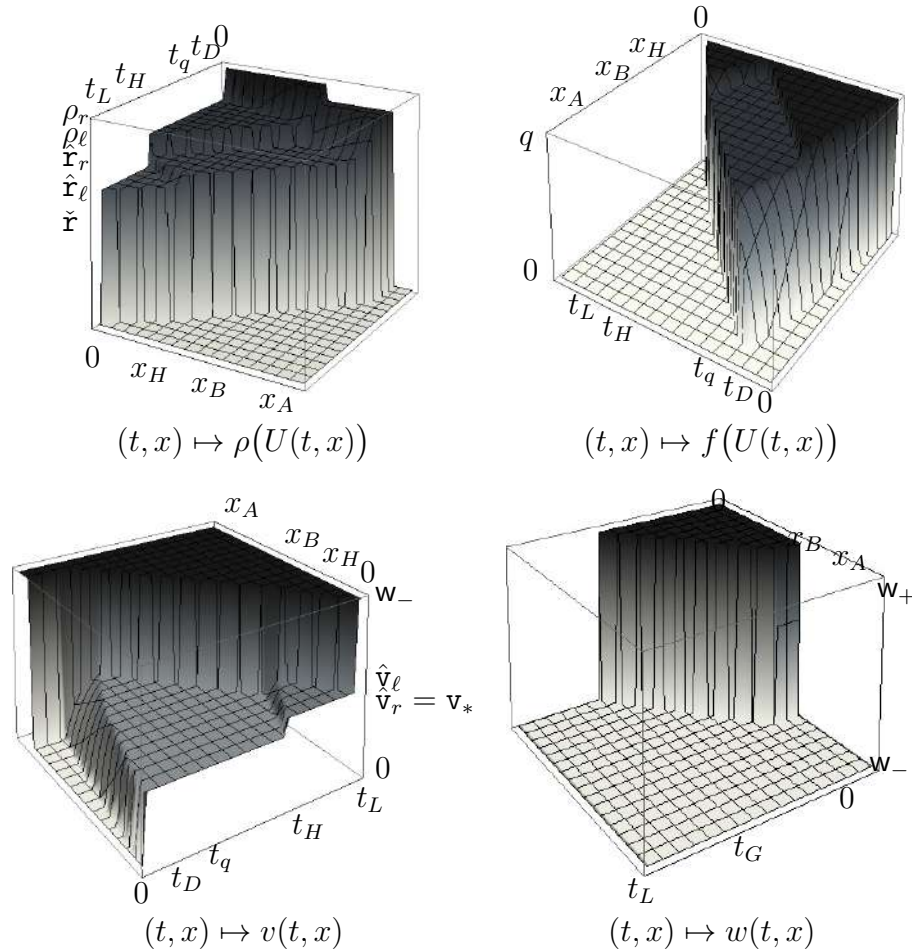 0
t_D
t_q
t_H
t_L
ρ_r
ρ_ℓ
r̂_r
r̂_ℓ
ř
0
x_H
x_B
x_A
(t, x) ↦ ρ(U(t, x))
0
x_H
x_B
x_A
q
0
t_L
t_H
t_q
t_D
0
(t, x) ↦ f(U(t, x))
x_A
x_B
x_H
0
w_−
v̂_ℓ
v̂_r = v_*
0
t_L
t_H
t_q
t_D
0
(t, x) ↦ v(t, x)
0
x_B
x_A
w_+
w_−
0
t_G
t_L
(t, x) ↦ w(t, x)